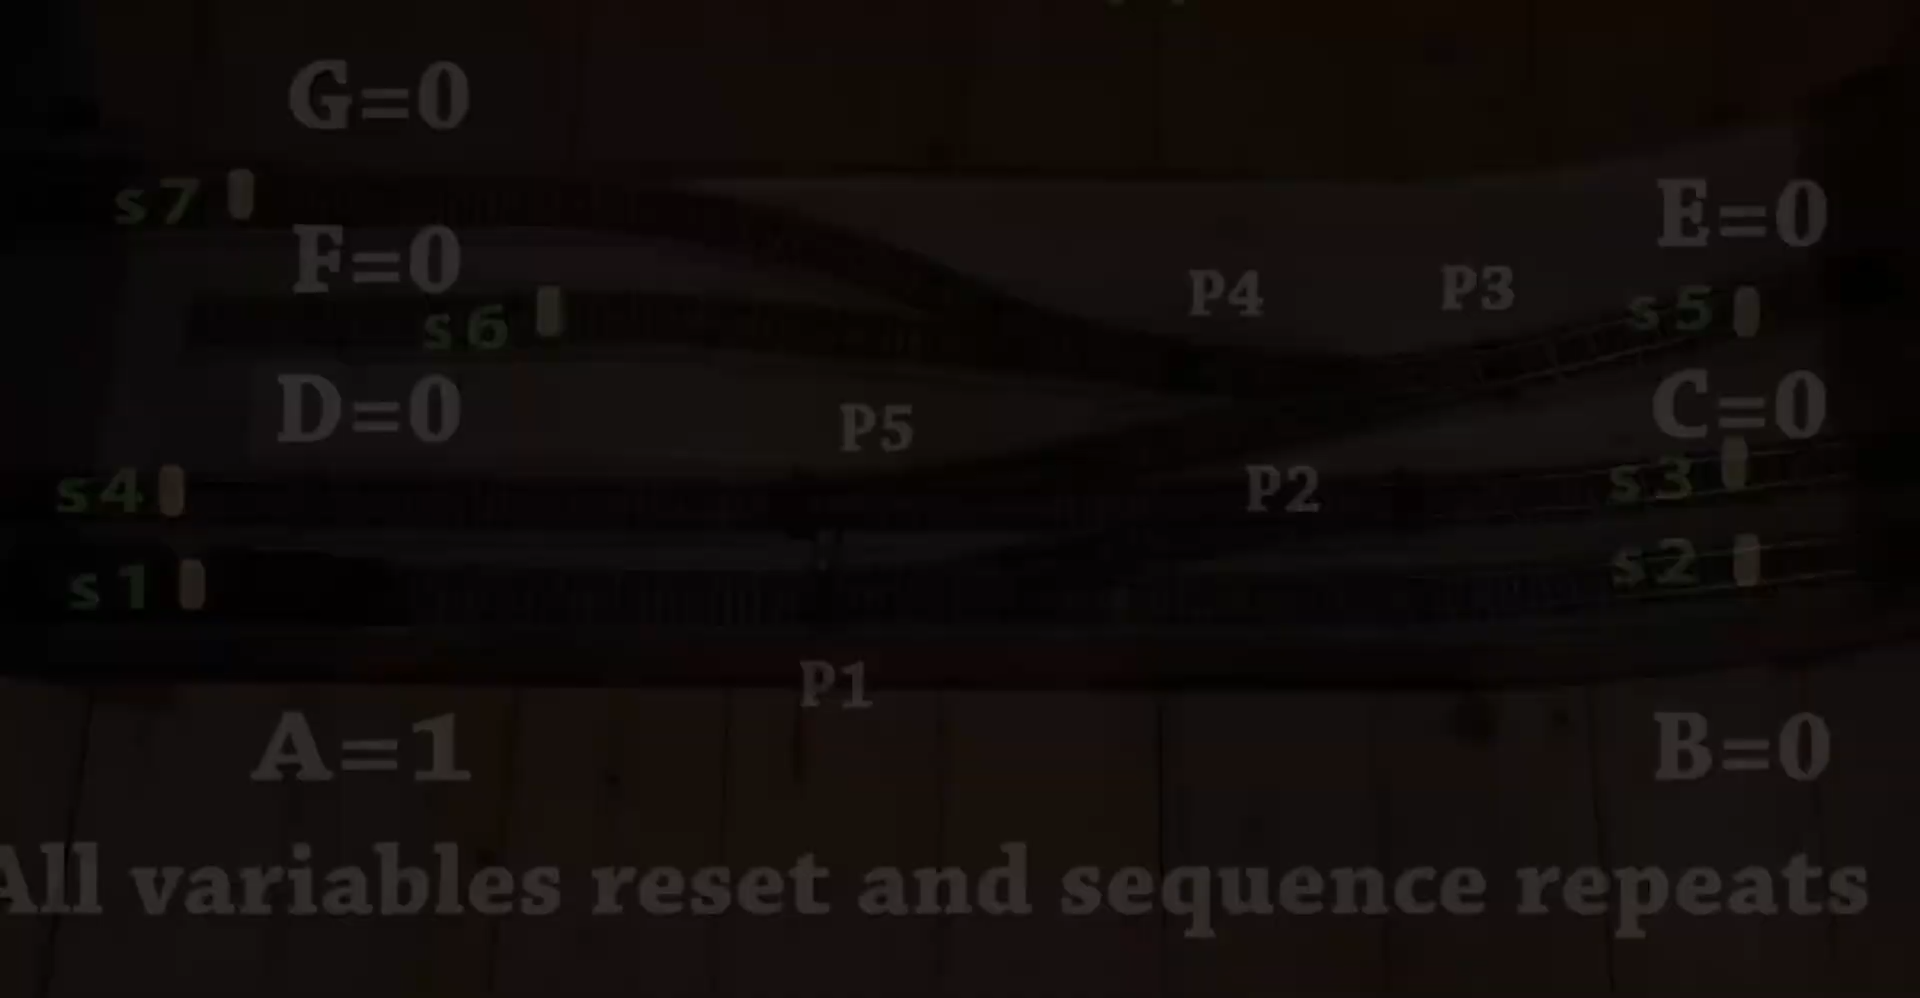 G=0
s7
E=0
F=0
P4 P3
s6
s5
D=0
C=0
P5
s4
P2
s3
s1
s2
P1
A=1
B=0
All variables reset and sequence repeats